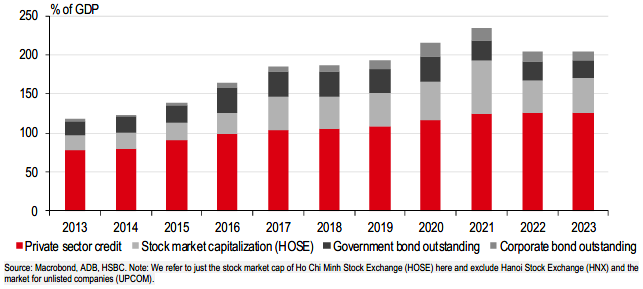 % of GDP
250
200
150
100
50
0
2013 2014 2015 2016 2017 2018 2019 2020 2021 2022 2023
Private sector credit Stock market capitalization (HOSE) Government bond outstanding Corporate bond outstanding
Source: Macrobond, ADB, HSBC. Note: We refer to just the stock market cap of Ho Chi Minh Stock Exchange (HOSE) here and exclude Hanoi Stock Exchange (HNX) and the
market for unlisted companies (UPCOM).